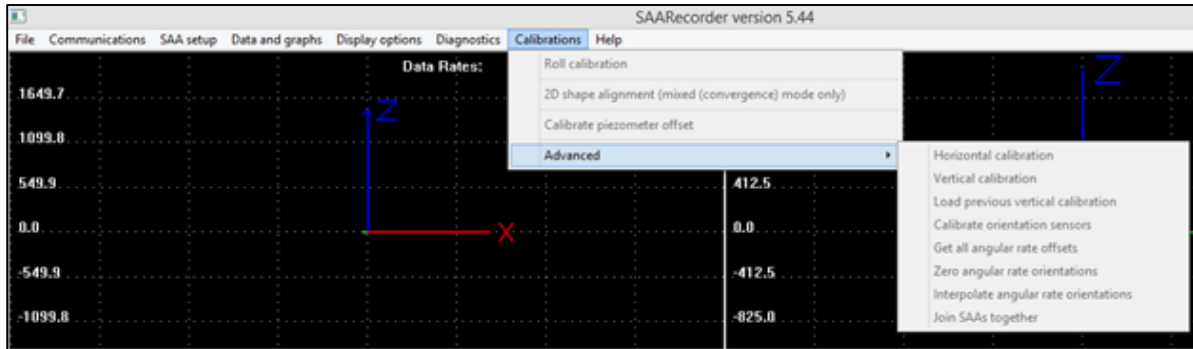 SAARecorder version 5.44
File Communications SAA setup Data and graphs Display options Diagnostics Calibrations Help
Data Rates:
Roll calibration
2D shape alignment (mixed (convergence) mode only)
Calibrate piezometer offset
Advanced
Horizontal calibration
Vertical calibration
Load previous vertical calibration
Calibrate orientation sensors
Get all angular rate offsets
Zero angular rate orientations
Interpolate angular rate orientations
Join SAAs together
1649.7
1099.8
549.9
0.0
-549.9
-1099.8
Z
X
412.5
0.0
-412.5
-825.0
Z